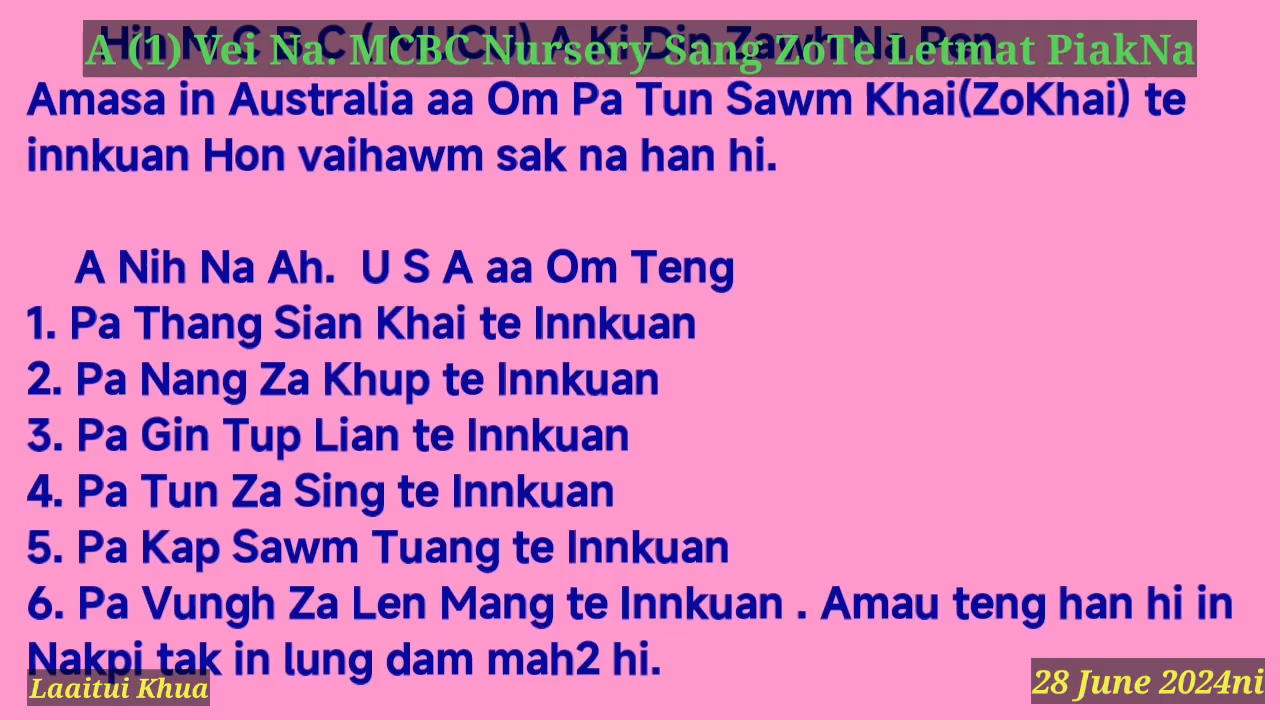 A (1) Vei Na. MCBC Nursery Sang ZoTe Letmat PiakNa
Amasa in Australia aa Om Pa Tun Sawm Khai(ZoKhai) te
innkuan Hon vaihawm sak na han hi.
A Nih Na Ah. U S A aa Om Teng
1. Pa Thang Sian Khai te Innkuan
2. Pa Nang Za Khup te Innkuan
3. Pa Gin Tup Lian te Innkuan
4. Pa Tun Za Sing te Innkuan
5. Pa Kap Sawm Tuang te Innkuan
6. Pa Vungh Za Len Mang te Innkuan . Amau teng han hi in
Nakpi tak in lung dam mah2 hi.
Laaitui Khua
28 June 2024ni